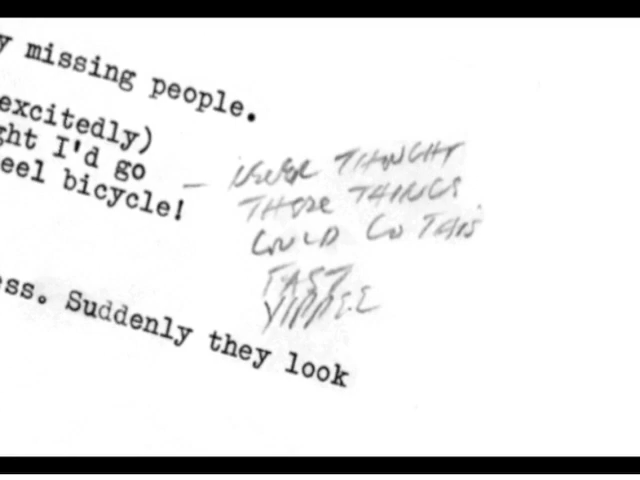 y missing people.
excitedly)
ght I'd go
eel bicycle!
— NEVER THOUGHT
THOSE THINGS
COULD GO THIS
FAST
YIPPEE
ess. Suddenly they look